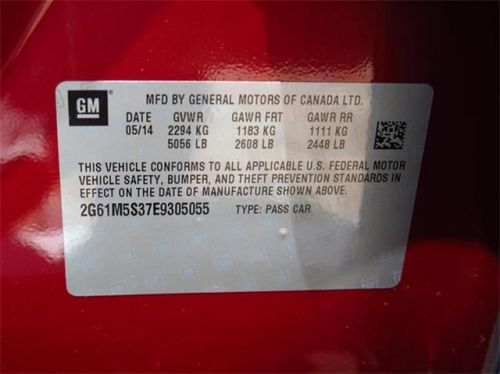 GM
MFD BY GENERAL MOTORS OF CANADA LTD.
DATE GVWR GAWR FRT GAWR RR
05/14 2294 KG 1183 KG 1111 KG
5056 LB 2608 LB 2448 LB
THIS VEHICLE CONFORMS TO ALL APPLICABLE U.S. FEDERAL MOTOR
VEHICLE SAFETY, BUMPER, AND THEFT PREVENTION STANDARDS IN
EFFECT ON THE DATE OF MANUFACTURE SHOWN ABOVE.
2G61M5S37E9305055 TYPE: PASS CAR